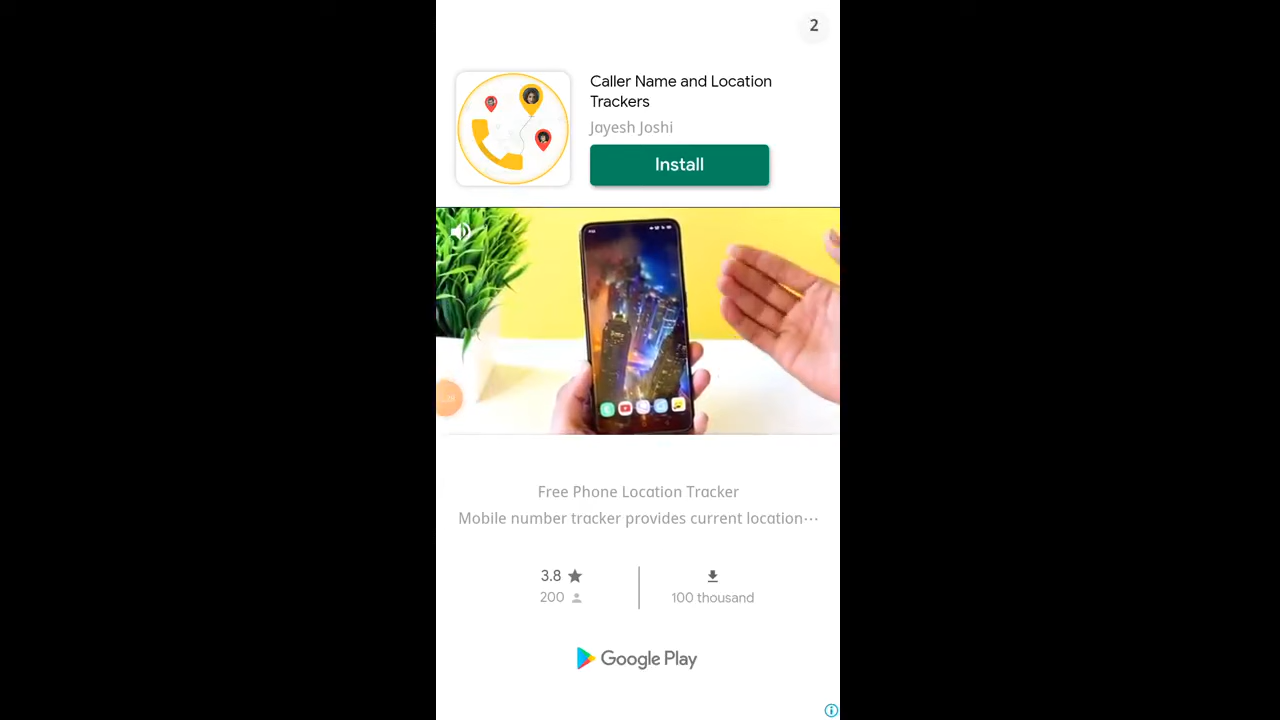 2
Caller Name and Location
Trackers
Jayesh Joshi
Install
Free Phone Location Tracker
Mobile number tracker provides current location···
3.8
200
100 thousand
Google Play